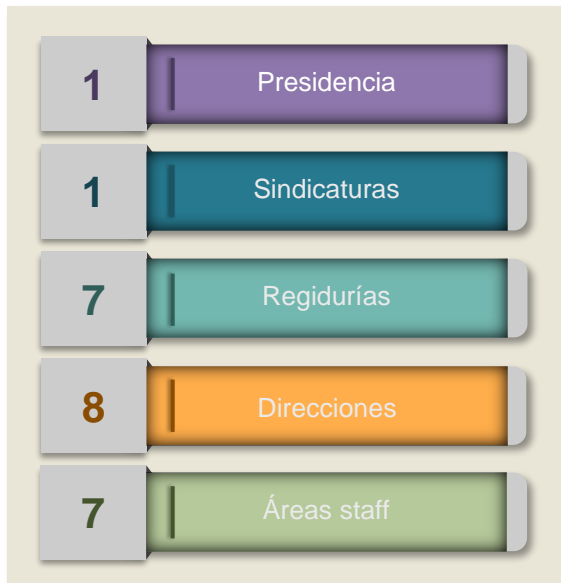 1 Presidencia
1 Sindicaturas
7 Regidurías
8 Direcciones
7 Áreas staff